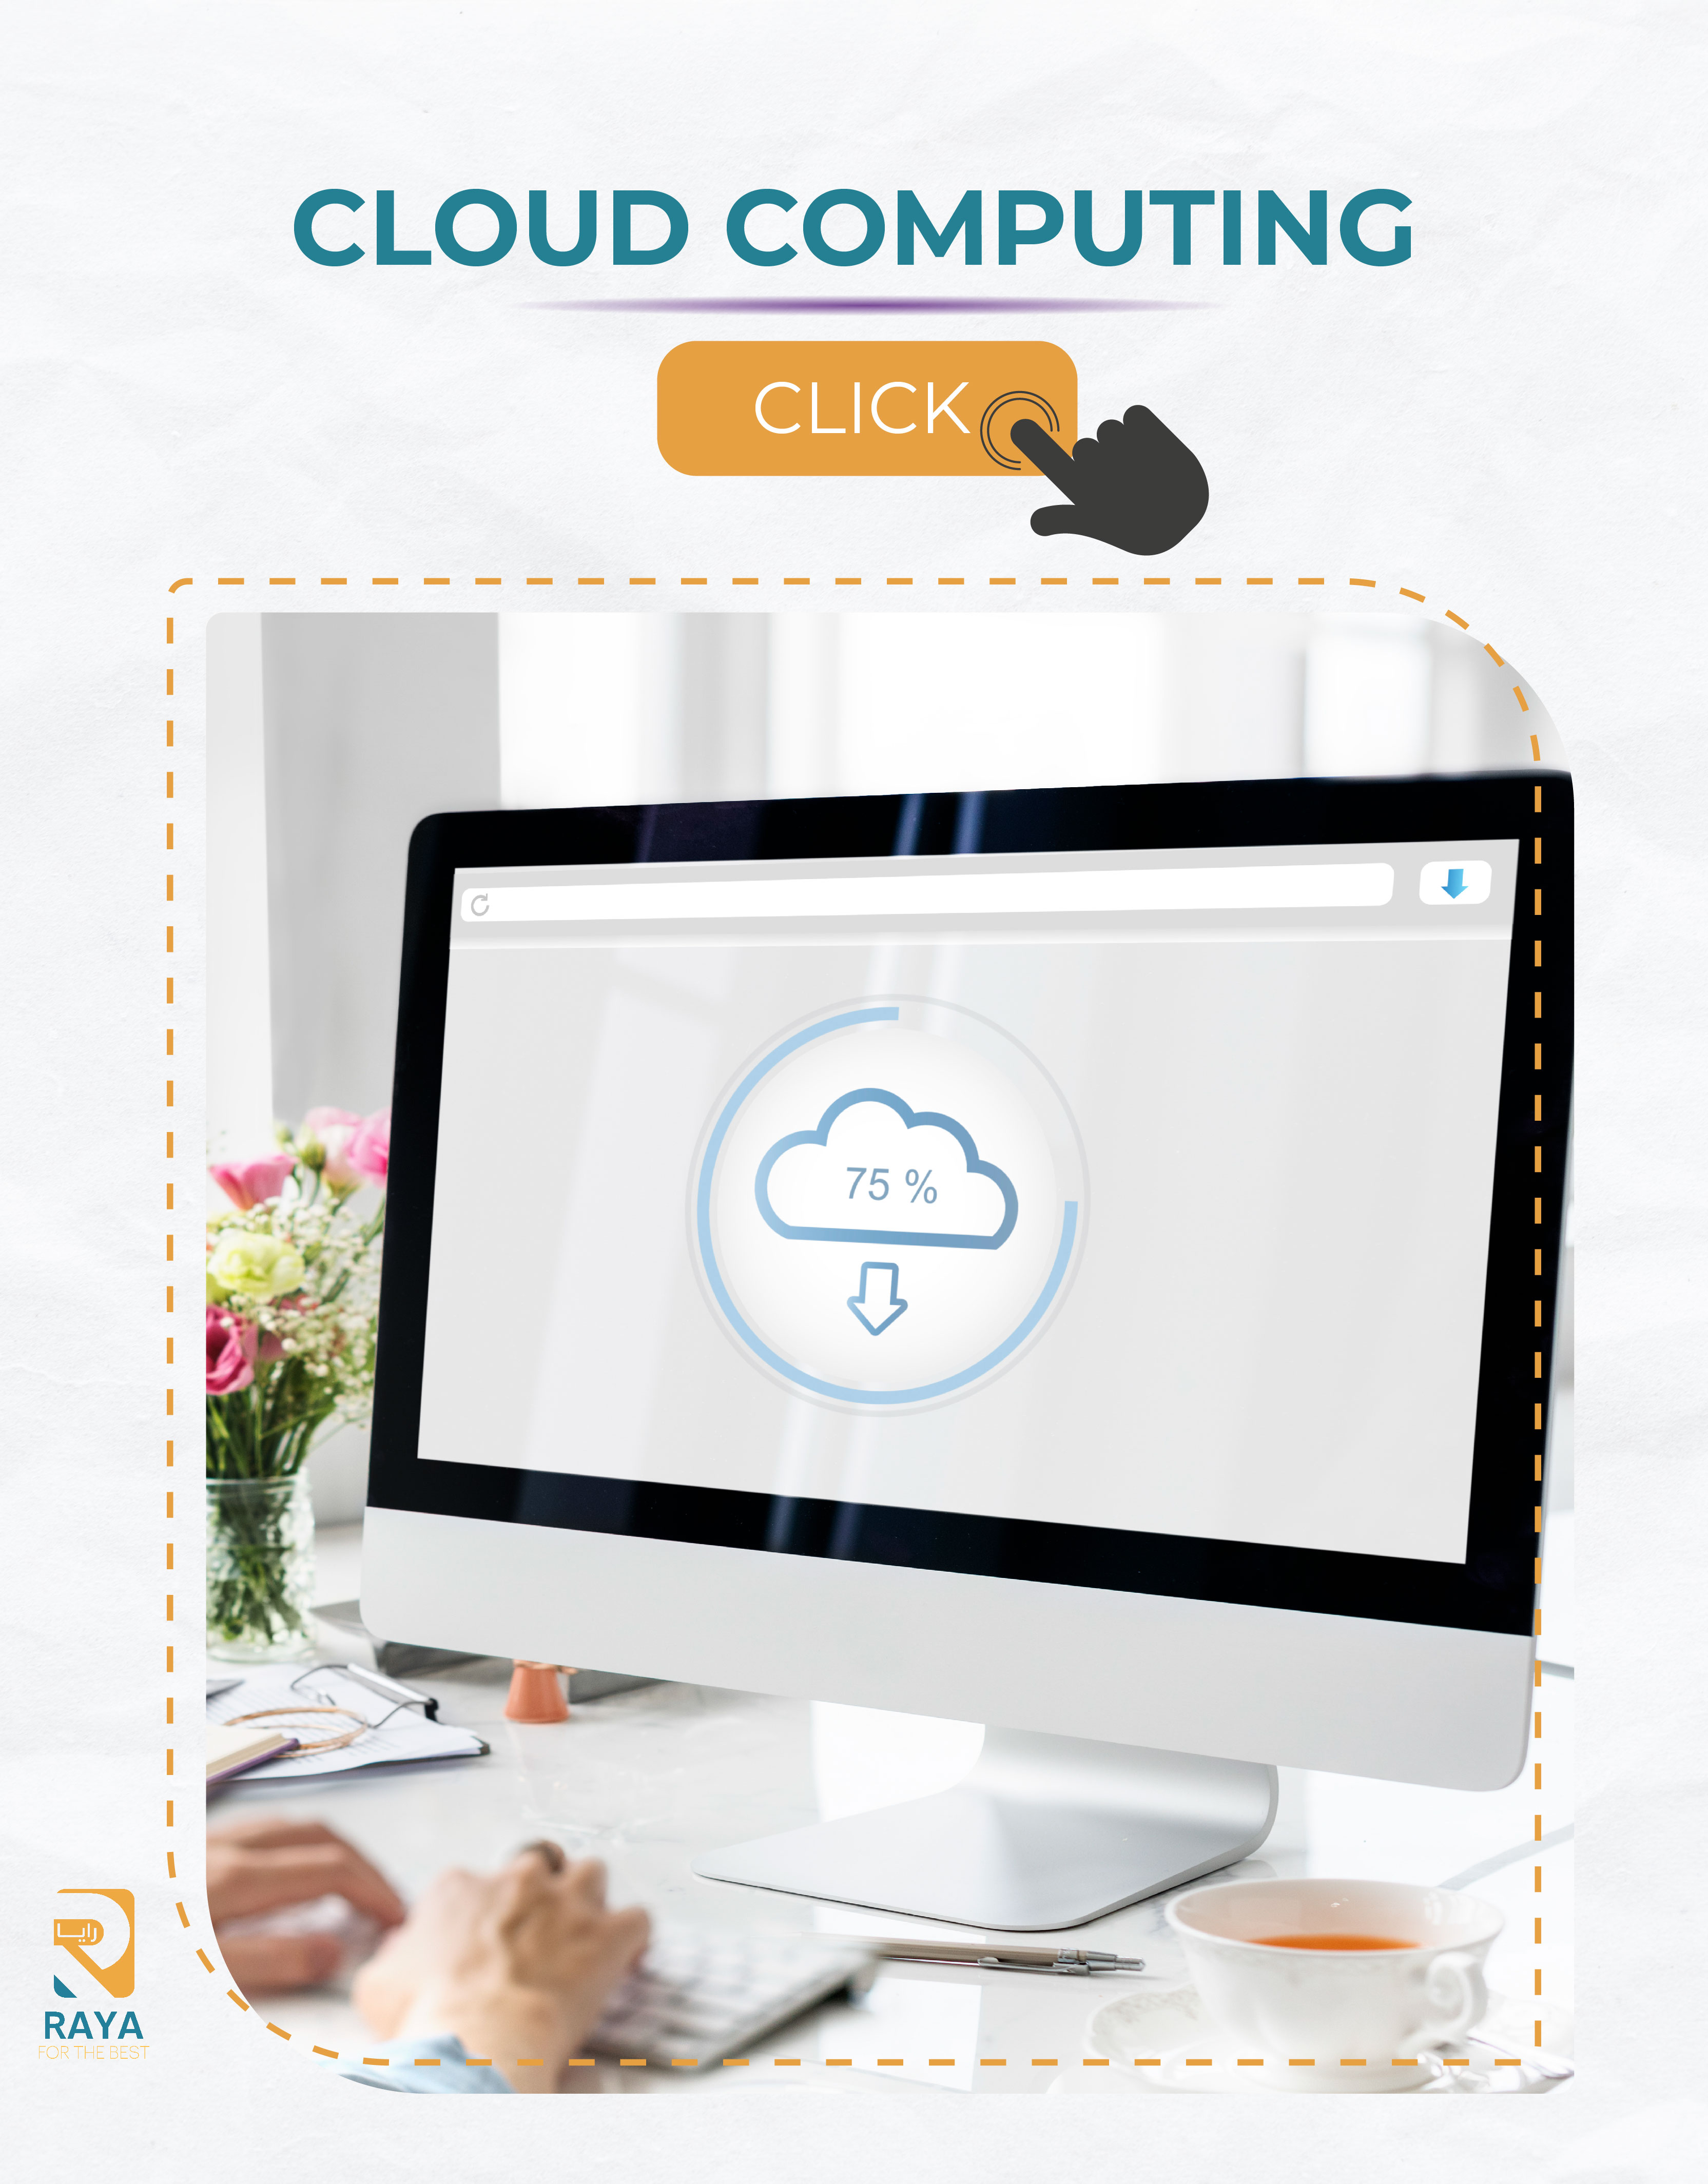 CLOUD COMPUTING
CLICK
75 %
رايا
RAYA
FOR THE BEST